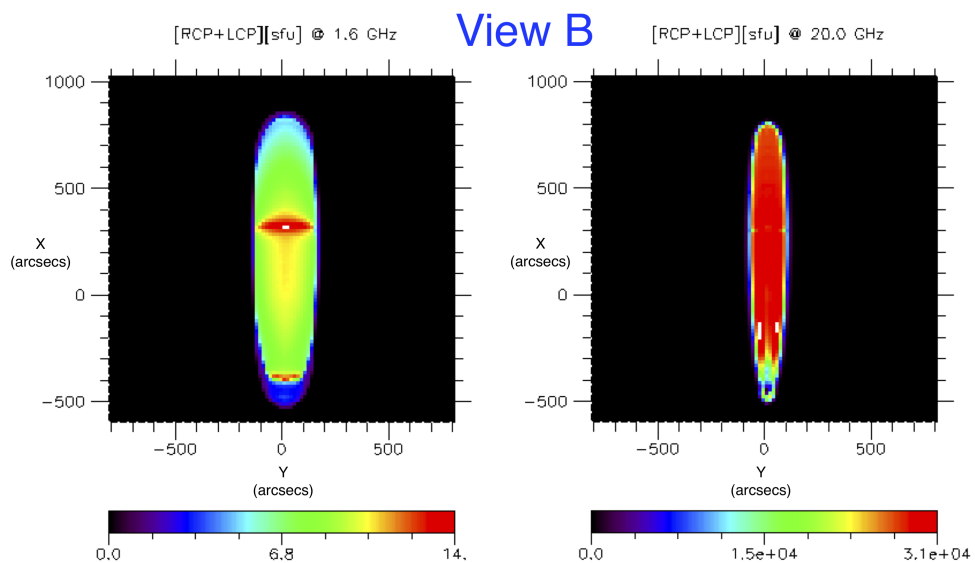 [RCP+LCP][sfu] @ 1.6 GHz
View B
[RCP+LCP][sfu] @ 20.0 GHz
1000
500
X
(arcsecs)
0
-500
-500 0 500
Y
(arcsecs)
0.0 6.8 14.
1000
500
X
(arcsecs)
0
-500
-500 0 500
Y
(arcsecs)
0.0 1.5e+04 3.1e+04